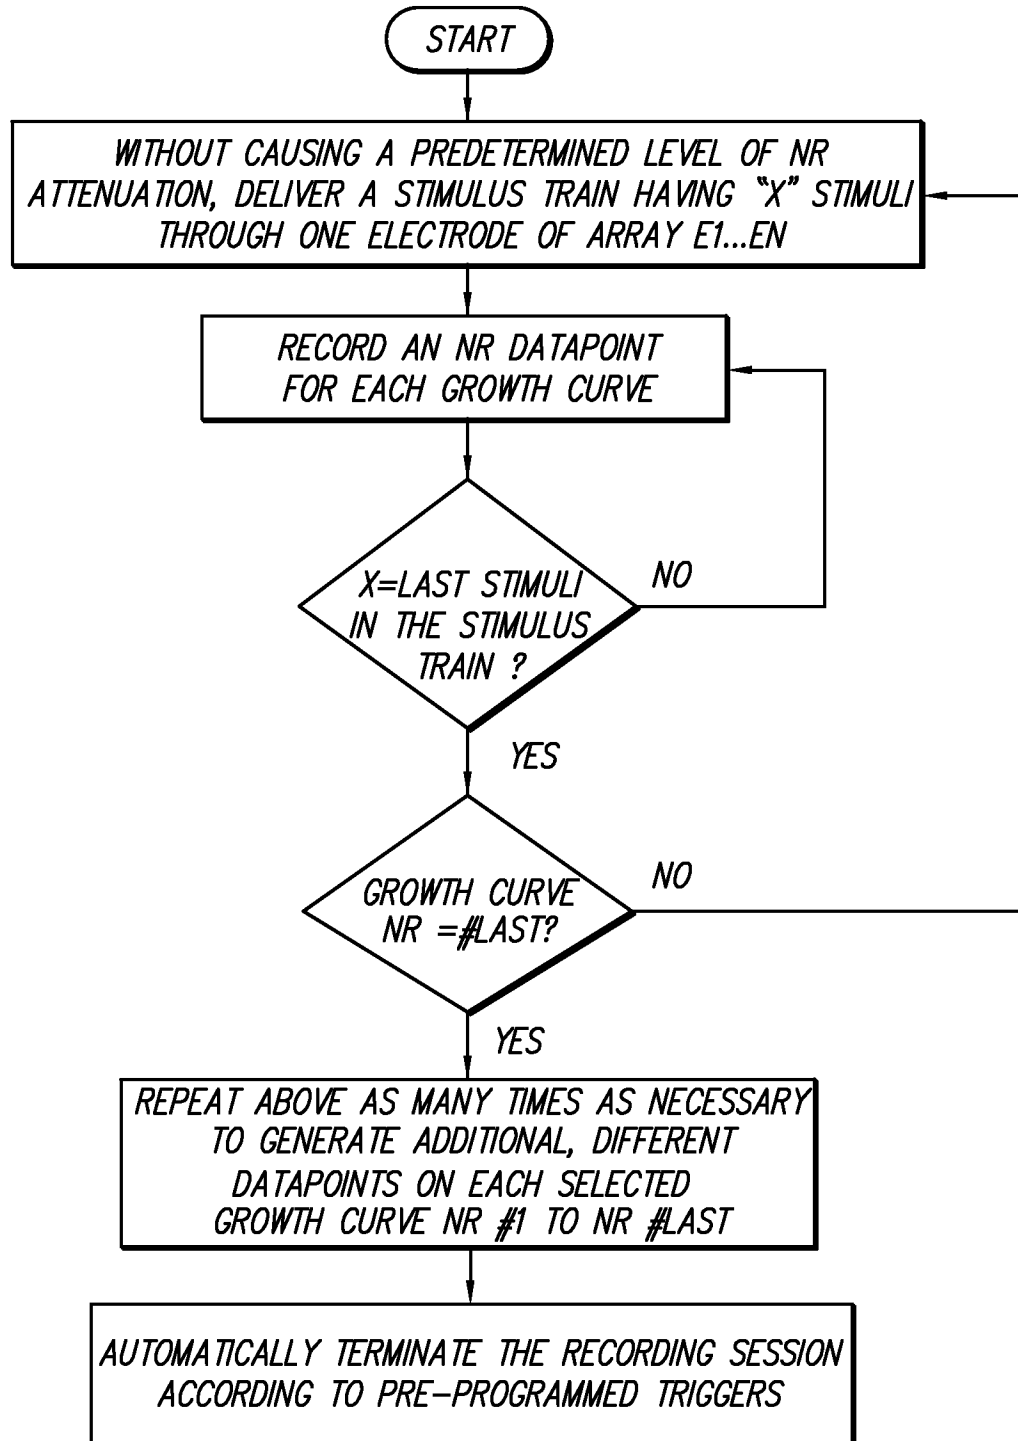 START
WITHOUT CAUSING A PREDETERMINED LEVEL OF NR
ATTENUATION, DELIVER A STIMULUS TRAIN HAVING "X" STIMULI
THROUGH ONE ELECTRODE OF ARRAY E1...EN
RECORD AN NR DATAPOINT
FOR EACH GROWTH CURVE
X=LAST STIMULI
IN THE STIMULUS
TRAIN ?
NO
YES
GROWTH CURVE
NR =#LAST?
NO
YES
REPEAT ABOVE AS MANY TIMES AS NECESSARY
TO GENERATE ADDITIONAL, DIFFERENT
DATAPOINTS ON EACH SELECTED
GROWTH CURVE NR #1 TO NR #LAST
AUTOMATICALLY TERMINATE THE RECORDING SESSION
ACCORDING TO PRE-PROGRAMMED TRIGGERS